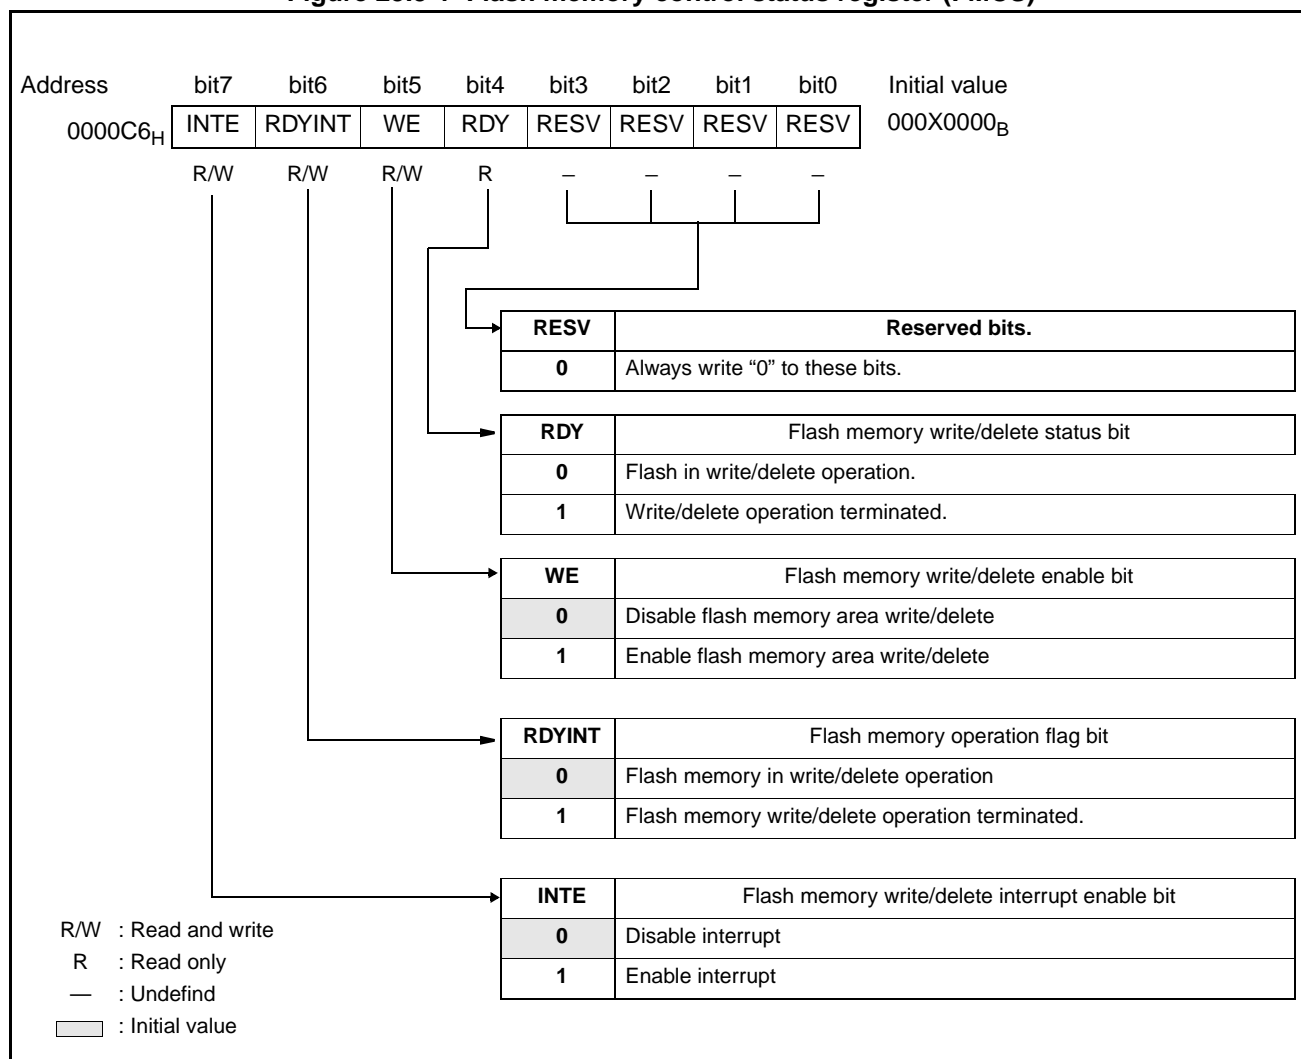 Address bit7 bit6 bit5 bit4 bit3 bit2 bit1 bit0 Initial value
0000C6H INTE RDYINT WE RDY RESV RESV RESV RESV 000X0000B
R/W R/W R/W R – – – –
RESV Reserved bits.
0 Always write “0” to these bits.
RDY Flash memory write/delete status bit
0 Flash in write/delete operation.
1 Write/delete operation terminated.
WE Flash memory write/delete enable bit
0 Disable flash memory area write/delete
1 Enable flash memory area write/delete
RDYINT Flash memory operation flag bit
0 Flash memory in write/delete operation
1 Flash memory write/delete operation terminated.
INTE Flash memory write/delete interrupt enable bit
0 Disable interrupt
1 Enable interrupt
R/W : Read and write
R : Read only
— : Undefind
: Initial value